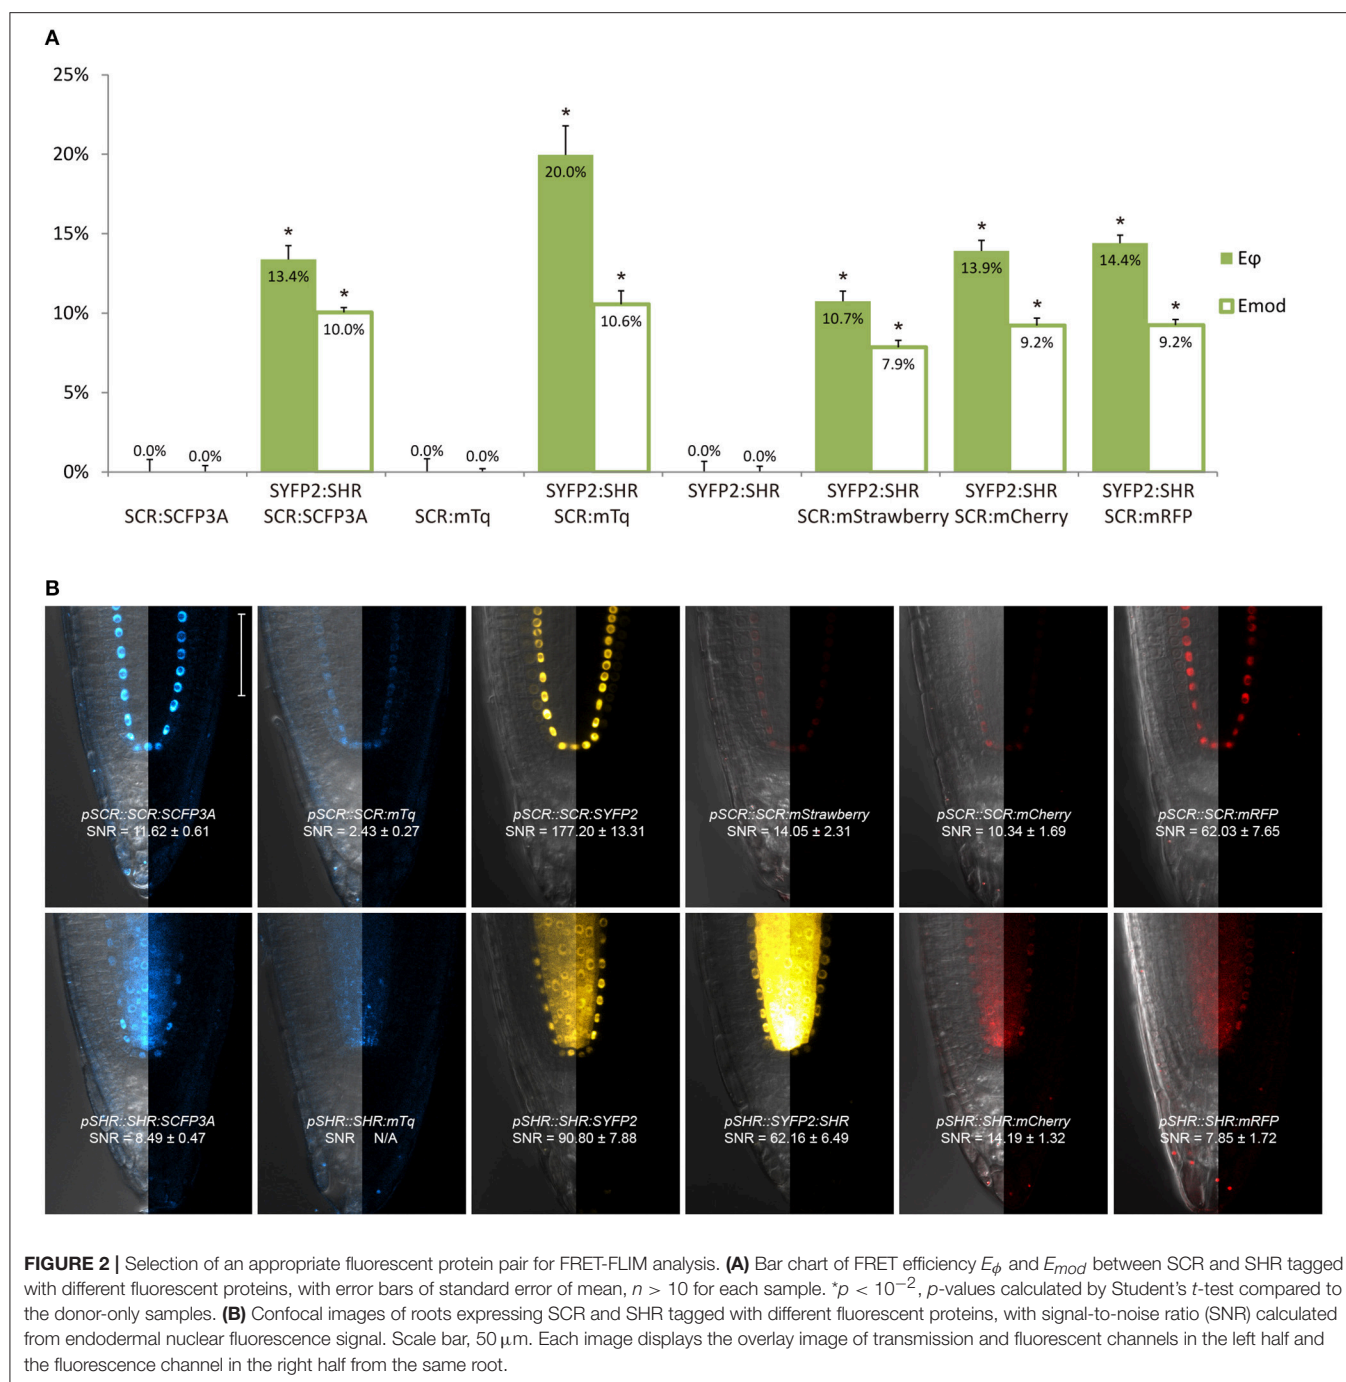 A
25%
20%
15%
10%
5%
0%
0.0% 0.0%
*
13.4%
*
10.0%
0.0% 0.0%
*
20.0%
*
10.6%
0.0% 0.0%
*
10.7%
*
7.9%
*
13.9%
*
9.2%
*
14.4%
*
9.2%
Eφ
Emod
SCR:SCFP3A
SYFP2:SHR
SCR:SCFP3A
SCR:mTq
SYFP2:SHR
SCR:mTq
SYFP2:SHR
SYFP2:SHR
SCR:mStrawberry
SYFP2:SHR
SCR:mCherry
SYFP2:SHR
SCR:mRFP
B
pSCR::SCR:SCFP3A
SNR = 11.62 ± 0.61
pSCR::SCR:mTq
SNR = 2.43 ± 0.27
pSCR::SCR:SYFP2
SNR = 177.20 ± 13.31
pSCR::SCR:mStrawberry
SNR = 14.05 ± 2.31
pSCR::SCR:mCherry
SNR = 10.34 ± 1.69
pSCR::SCR:mRFP
SNR = 62.03 ± 7.65
pSHR::SHR:SCFP3A
SNR = 8.49 ± 0.47
pSHR::SHR:mTq
SNR N/A
pSHR::SHR:SYFP2
SNR = 90.80 ± 7.88
pSHR::SYFP2:SHR
SNR = 62.16 ± 6.49
pSHR::SHR:mCherry
SNR = 14.19 ± 1.32
pSHR::SHR:mRFP
SNR = 7.85 ± 1.72
FIGURE 2 | Selection of an appropriate fluorescent protein pair for FRET-FLIM analysis. (A) Bar chart of FRET efficiency Eϕ and Emod between SCR and SHR tagged
with different fluorescent proteins, with error bars of standard error of mean, n > 10 for each sample. *p < 10−2, p-values calculated by Student's t-test compared to
the donor-only samples. (B) Confocal images of roots expressing SCR and SHR tagged with different fluorescent proteins, with signal-to-noise ratio (SNR) calculated
from endodermal nuclear fluorescence signal. Scale bar, 50 μm. Each image displays the overlay image of transmission and fluorescent channels in the left half and
the fluorescence channel in the right half from the same root.